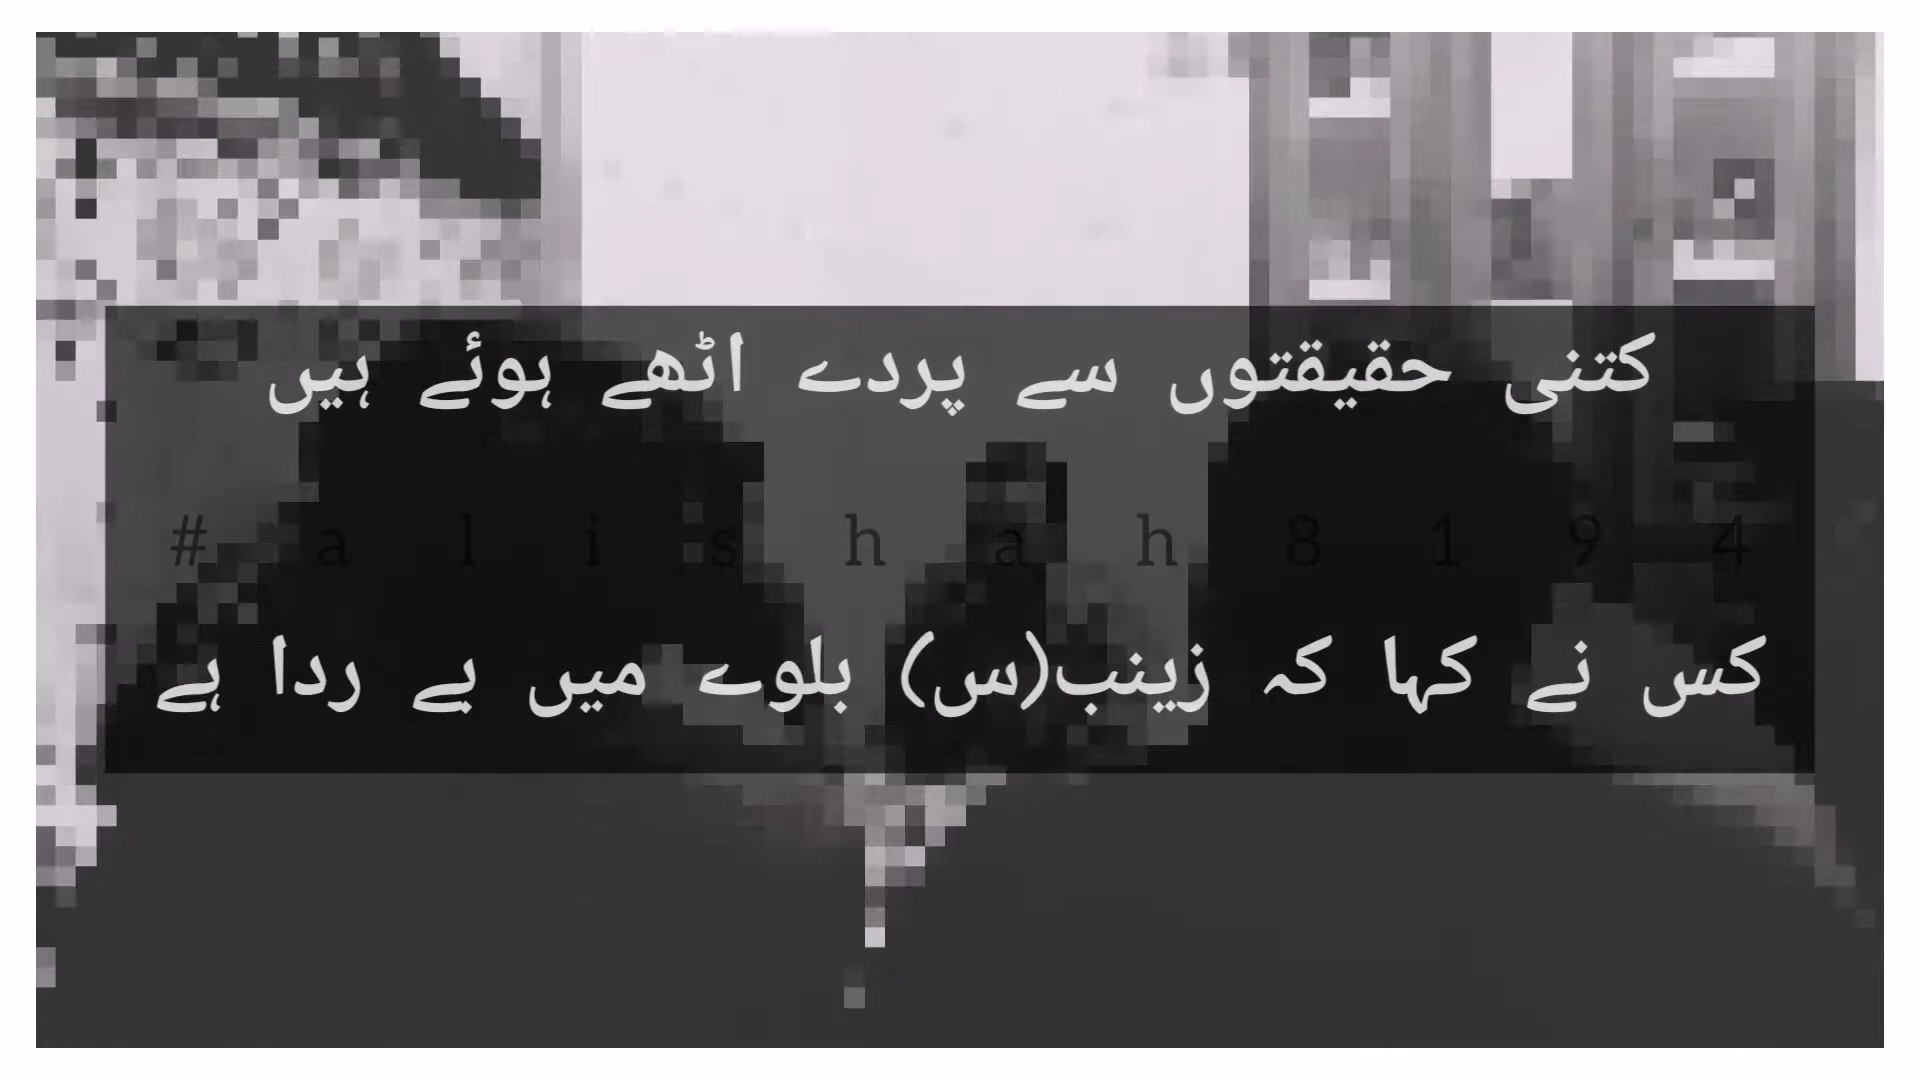 کتنی حقیقتوں سے پردے اٹھے ہوئے ہیں
#alishah8194
کس نے کہا کہ زینب(س) بلوے میں بے ردا ہے